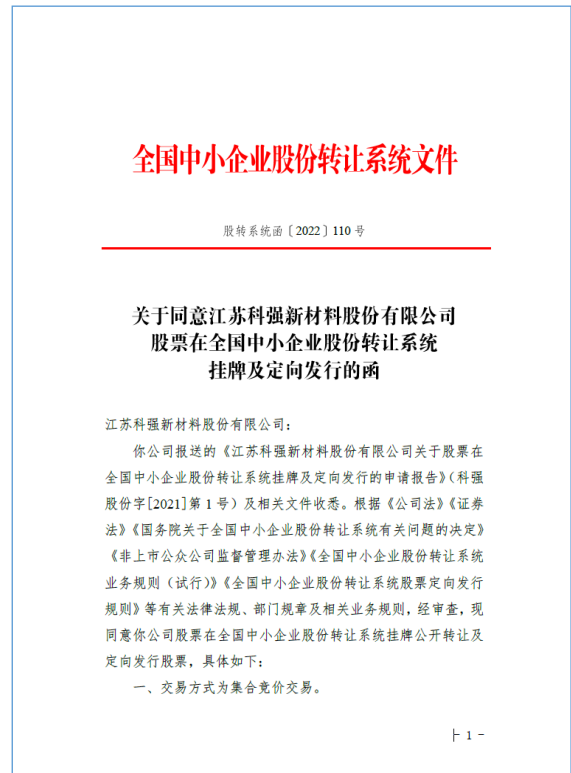 全国中小企业股份转让系统文件
股转系统函〔2022〕110 号
关于同意江苏科强新材料股份有限公司
股票在全国中小企业股份转让系统
挂牌及定向发行的函
江苏科强新材料股份有限公司：
你公司报送的《江苏科强新材料股份有限公司关于股票在
全国中小企业股份转让系统挂牌及定向发行的申请报告》（科强
股份字[2021]第 1 号）及相关文件收悉。根据《公司法》《证券
法》《国务院关于全国中小企业股份转让系统有关问题的决定》
《非上市公众公司监督管理办法》《全国中小企业股份转让系统
业务规则（试行）》《全国中小企业股份转让系统股票定向发行
规则》等有关法律法规、部门规章及相关业务规则，经审查，现
同意你公司股票在全国中小企业股份转让系统挂牌公开转让及
定向发行股票，具体如下：
一、交易方式为集合竞价交易。
├ 1 -